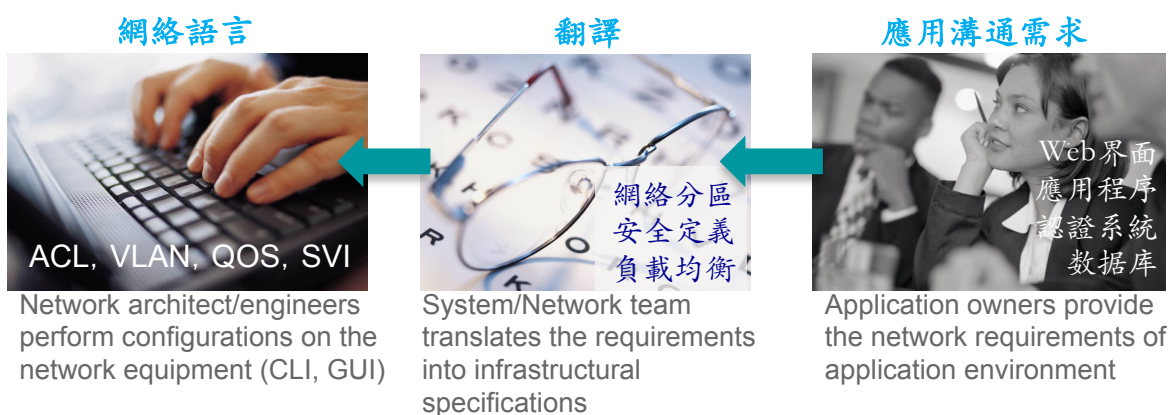 網絡語言
ACL, VLAN, QOS, SVI
Network architect/engineers
perform configurations on the
network equipment (CLI, GUI)
翻譯
網絡分區
安全定義
負載均衡
System/Network team
translates the requirements
into infrastructural
specifications
應用溝通需求
Web界面
應用程序
認證系統
数据库
Application owners provide
the network requirements of
application environment